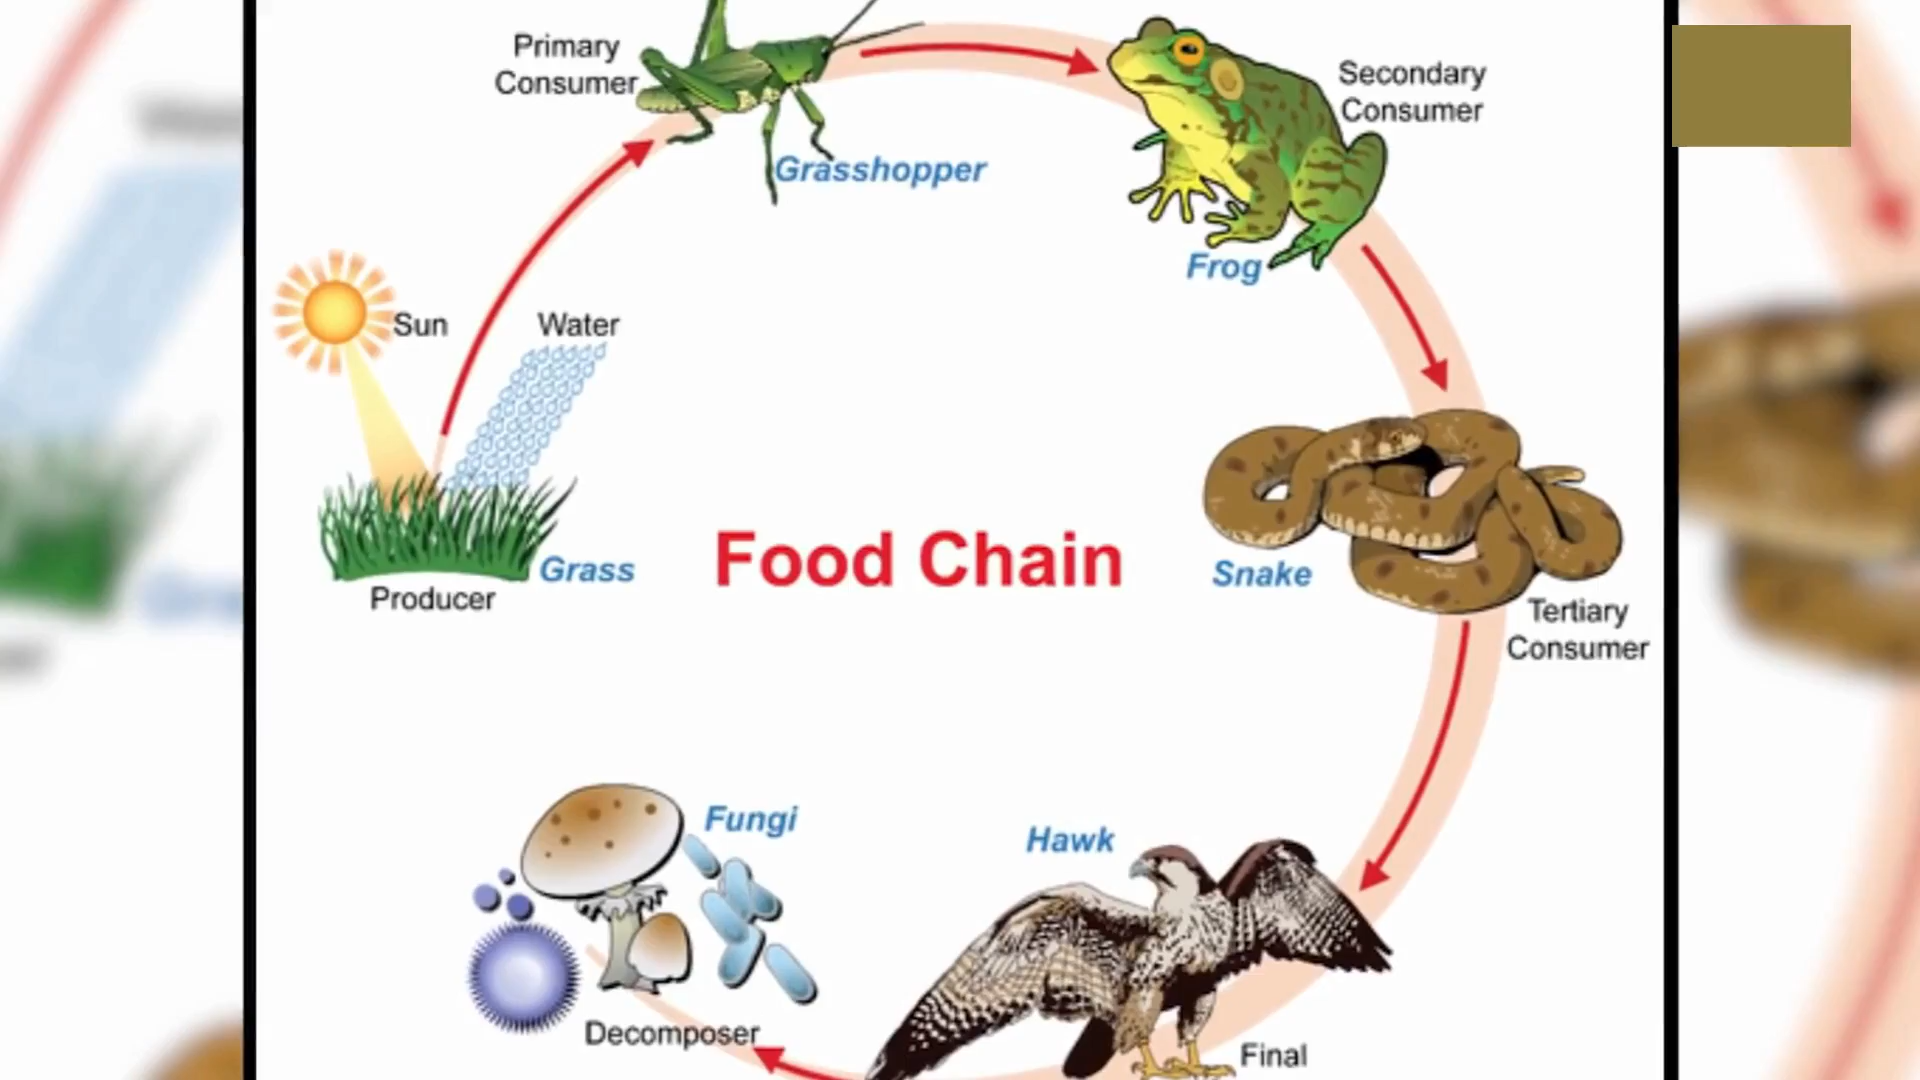 Primary
Consumer
Grasshopper
Secondary
Consumer
Frog
Sun
Water
Grass
Producer
Food Chain
Snake
Tertiary
Consumer
Fungi
Hawk
Decomposer
Final